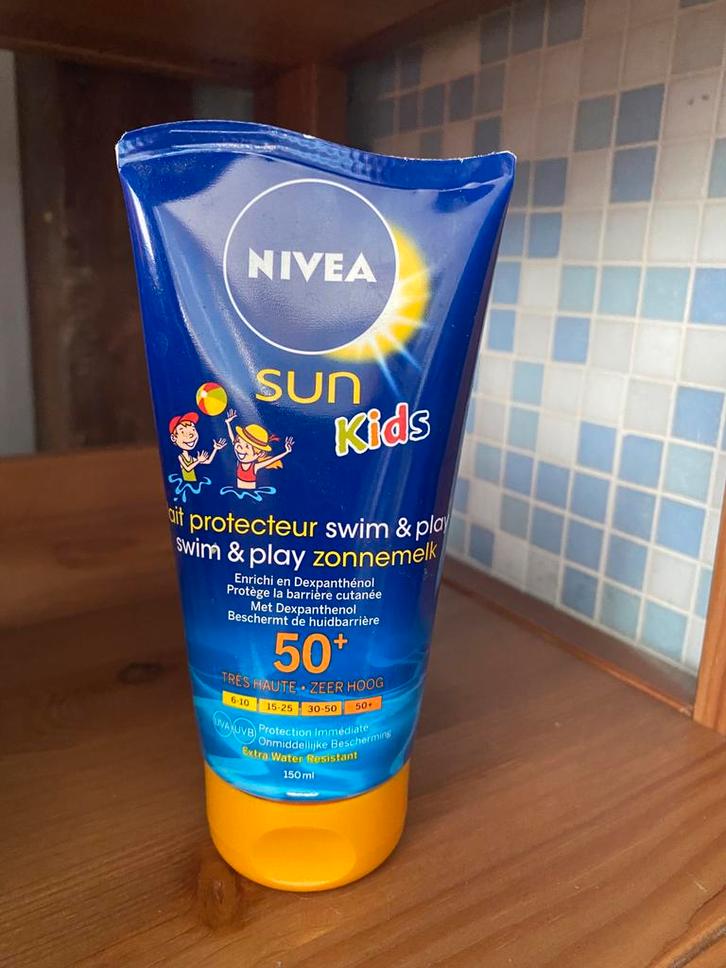 NIVEA
sun
Kids
ait protecteur swim & play
swim & play zonnemelk
Enrichi en Dexpanthénol
Protège la barrière cutanée
Met Dexpanthenol
Beschermt de huidbarrière
50+
TRÈS HAUTE • ZEER HOOG
6-10 15-25 30-50 50+
UVA UVB Protection Immédiate
Onmiddellijke Bescherming
Extra Water Resistant
150 ml